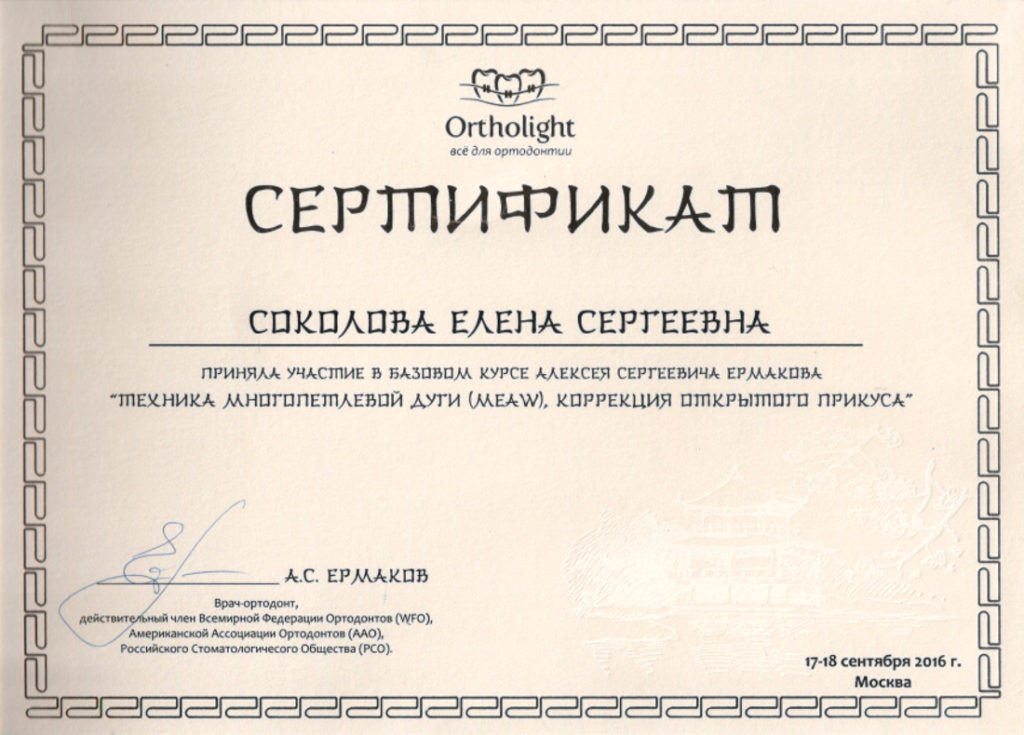 Ortholight
всё для ортодонтии
СЕРТИФИКАТ
СОКОЛОВА ЕЛЕНА СЕРГЕЕВНА
ПРИНЯЛА УЧАСТИЕ В БАЗОВОМ КУРСЕ АЛЕКСЕЯ СЕРГЕЕВИЧА ЕРМАКОВА
"ТЕХНИКА МНОГОПЕТЛЕВОЙ ДУГИ (MEAW), КОРРЕКЦИЯ ОТКРЫТОГО ПРИКУСА"
А.С. ЕРМАКОВ
Врач-ортодонт,
действительный член Всемирной Федерации Ортодонтов (WFO),
Американской Ассоциации Ортодонтов (ААО),
Российского Стоматологического Общества (РСО).
17-18 сентября 2016 г.
Москва